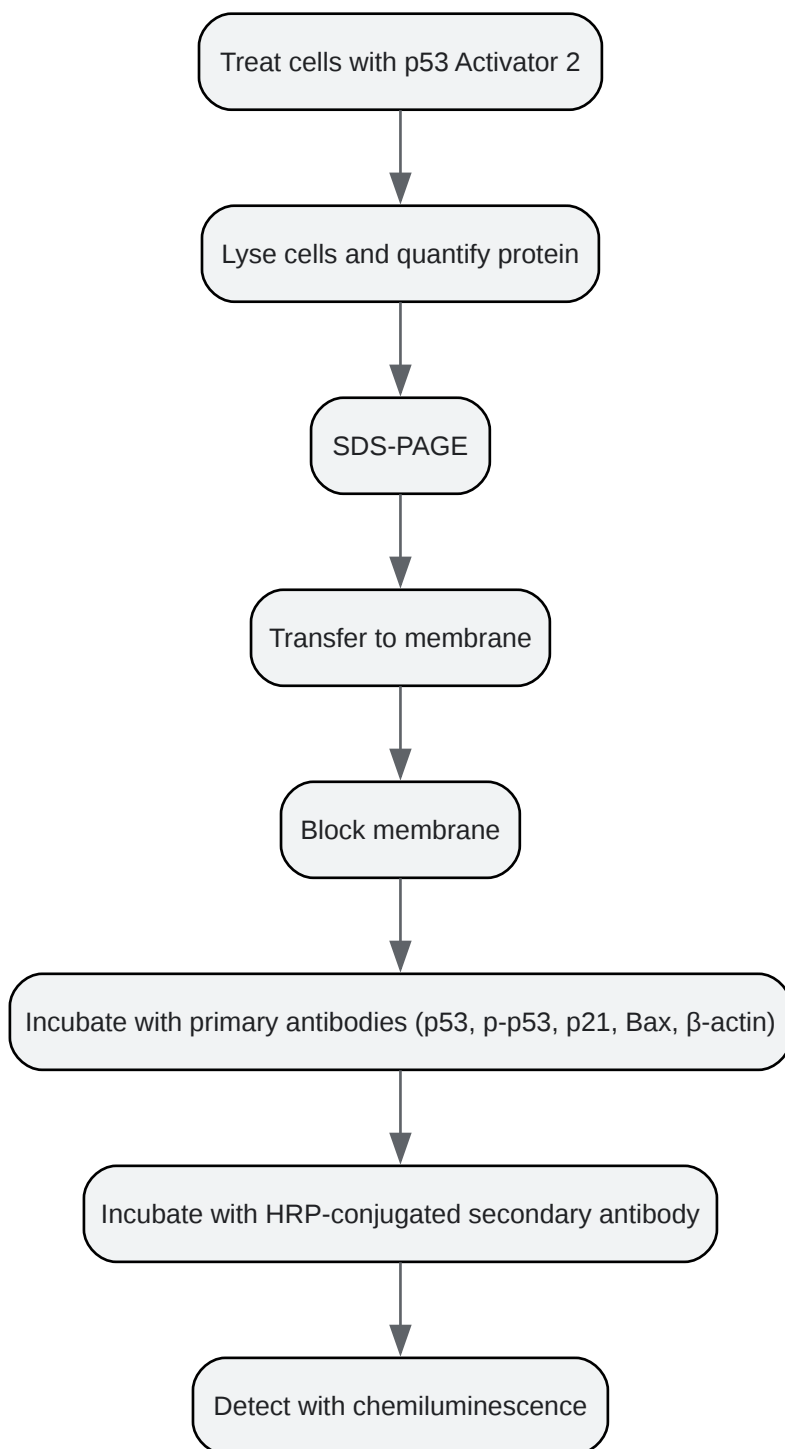 Treat cells with p53 Activator 2
Lyse cells and quantify protein
SDS-PAGE
Transfer to membrane
Block membrane
Incubate with primary antibodies (p53, p-p53, p21, Bax, β-actin)
Incubate with HRP-conjugated secondary antibody
Detect with chemiluminescence